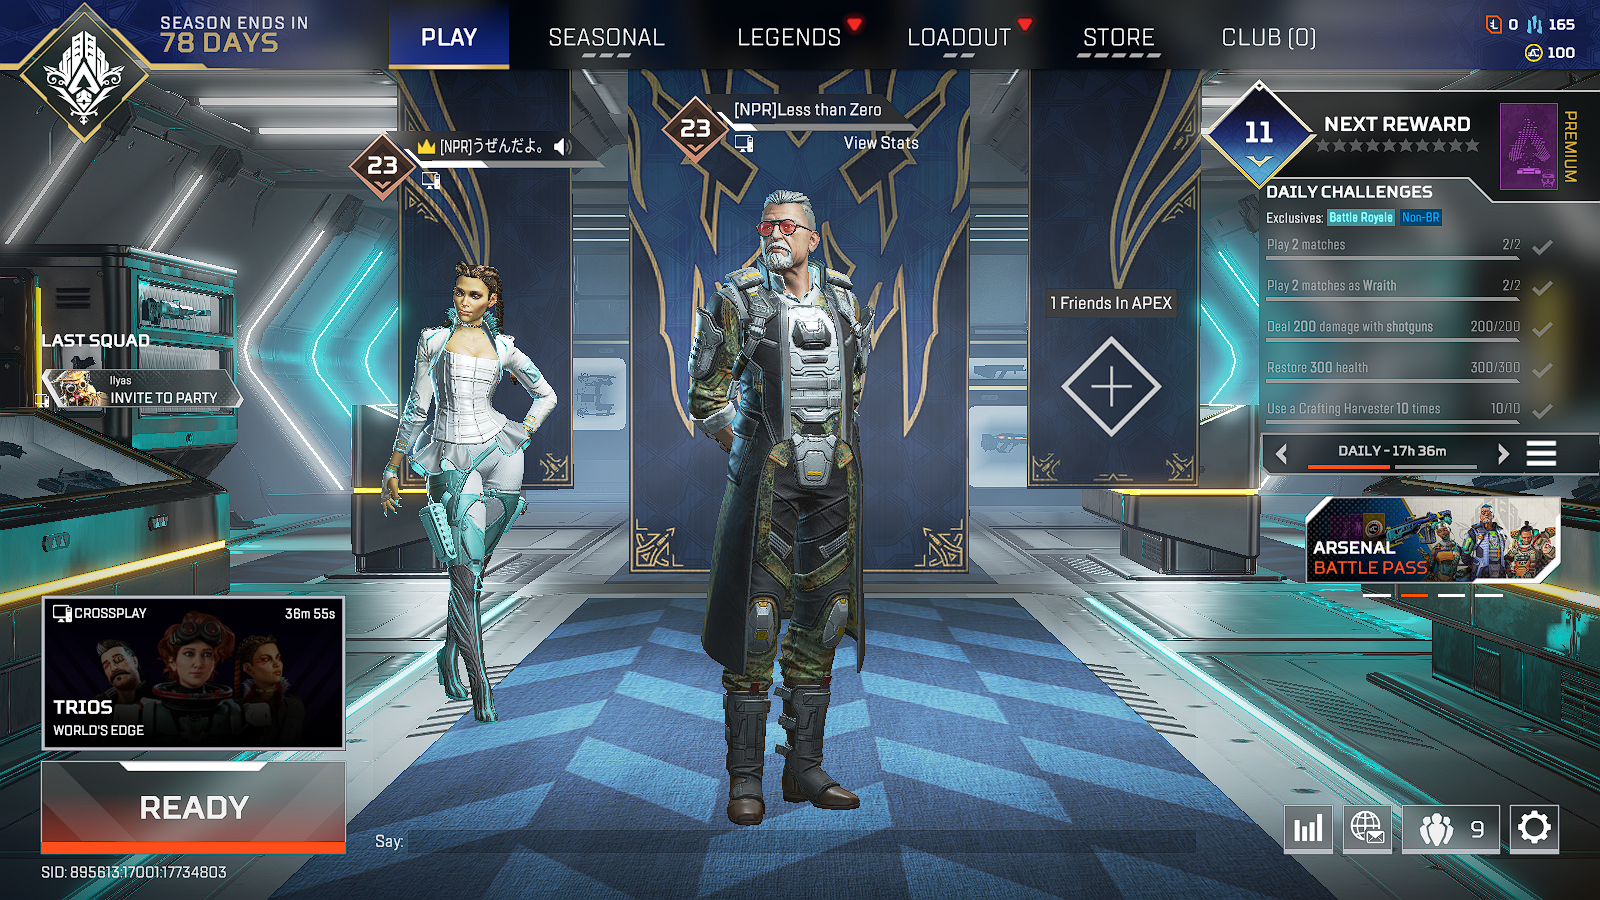 SEASON ENDS IN
78 DAYS
PLAY
SEASONAL
LEGENDS
LOADOUT
STORE
CLUB (0)
0 165
100
23
[NPR]うぜんだよ。
23
[NPR]Less than Zero
View Stats
11
NEXT REWARD
PREMIUM
DAILY CHALLENGES
Exclusives: Battle Royale Non-BR
Play 2 matches 2/2
Play 2 matches as Wraith 2/2
Deal 200 damage with shotguns 200/200
Restore 300 health 300/300
Use a Crafting Harvester 10 times 10/10
DAILY - 17h 36m
1 Friends In APEX
LAST SQUAD
Ilyas
INVITE TO PARTY
ARSENAL
BATTLE PASS
CROSSPLAY 36m 55s
TRIOS
WORLD'S EDGE
READY
Say:
9
SID: 895613:17001:17734803